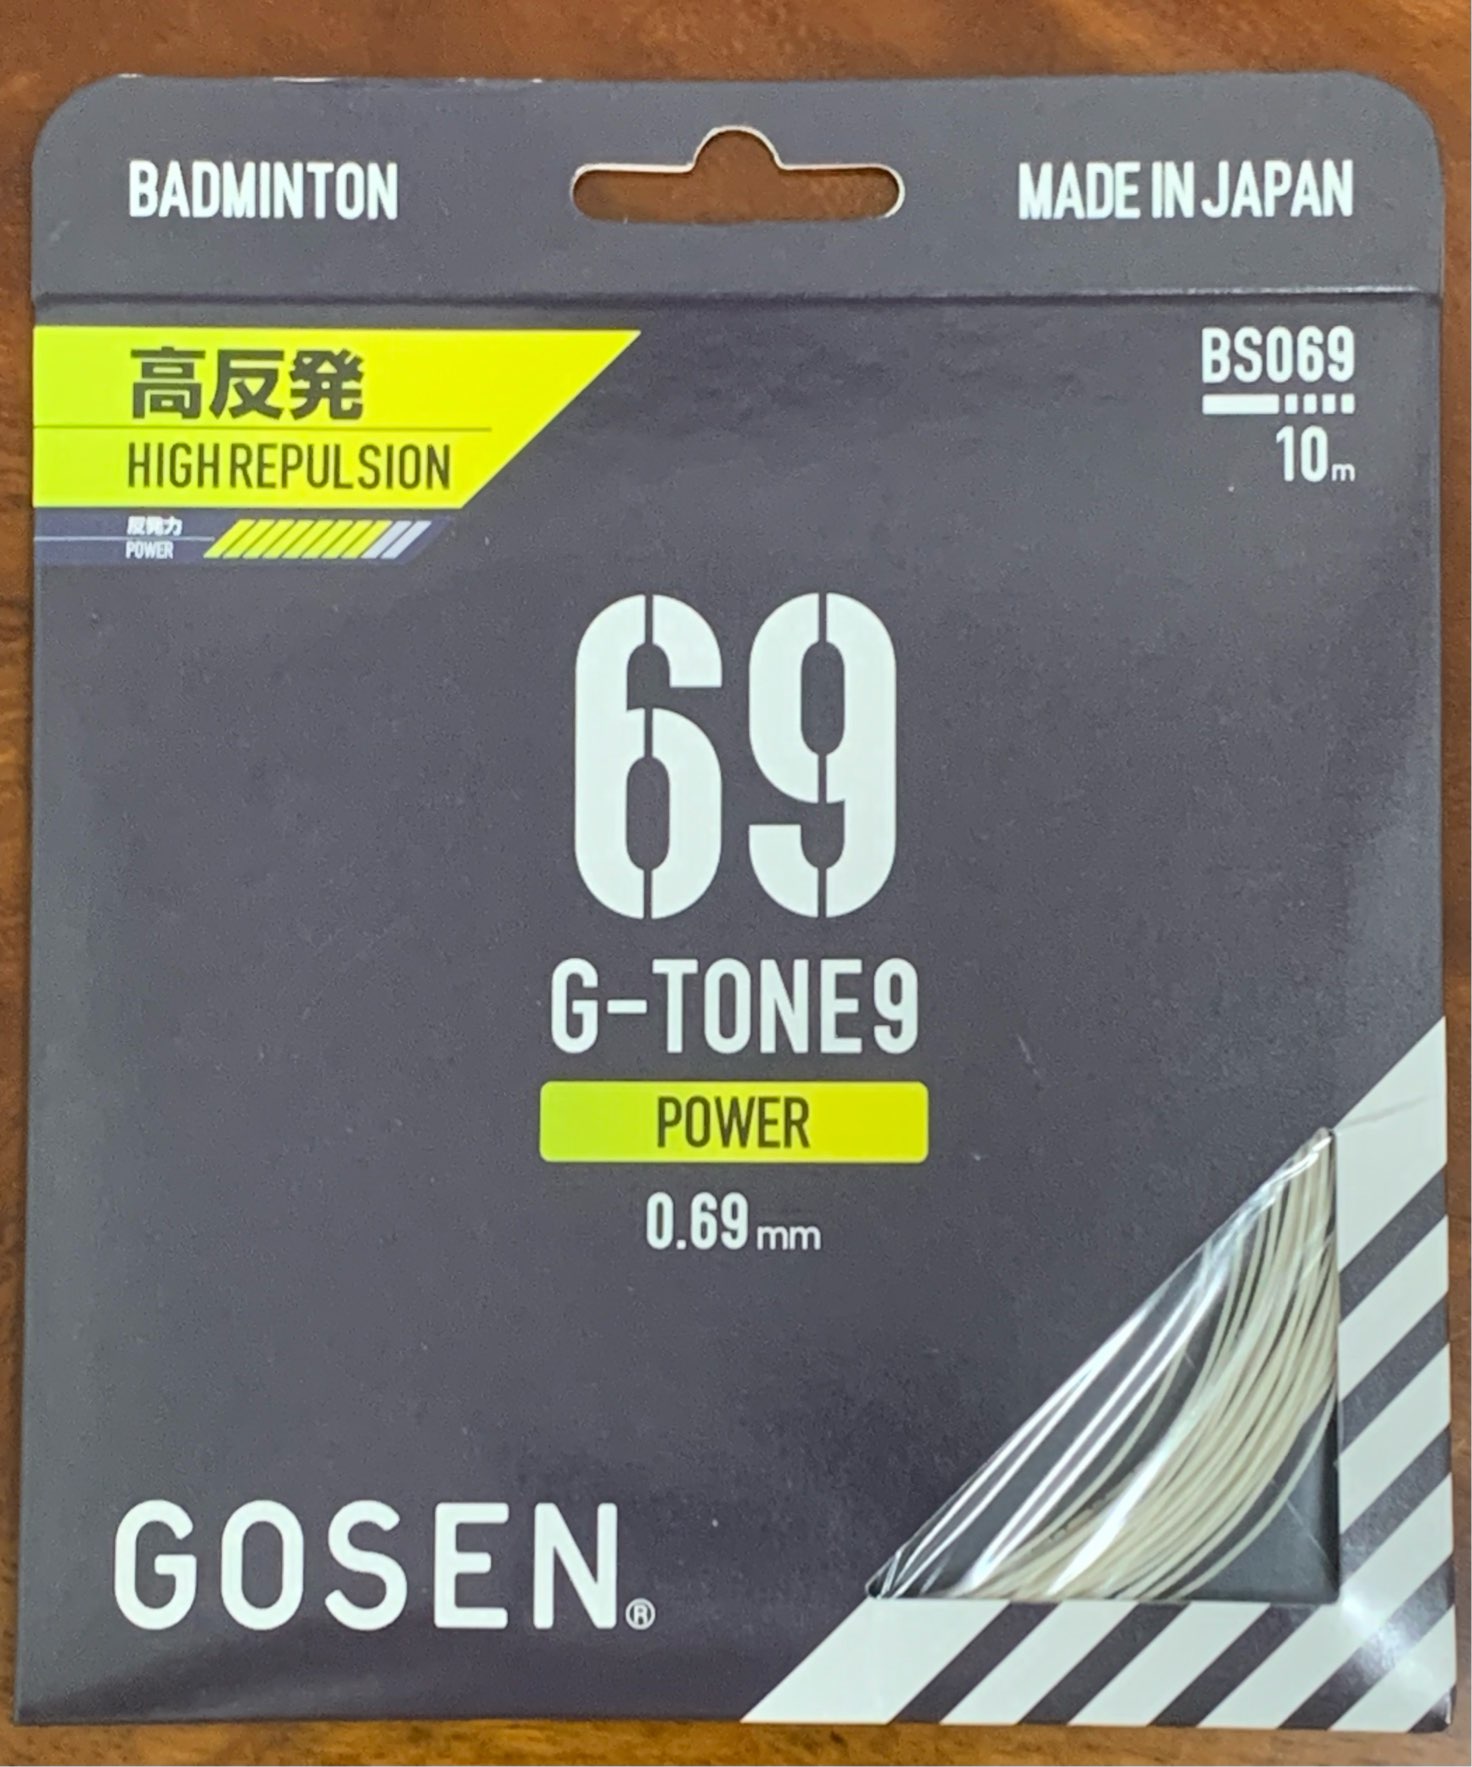 BADMINTON
MADE IN JAPAN
高反発
HIGH REPULSION
反発力
POWER
BS069
10m
69
G-TONE9
POWER
0.69mm
GOSEN®